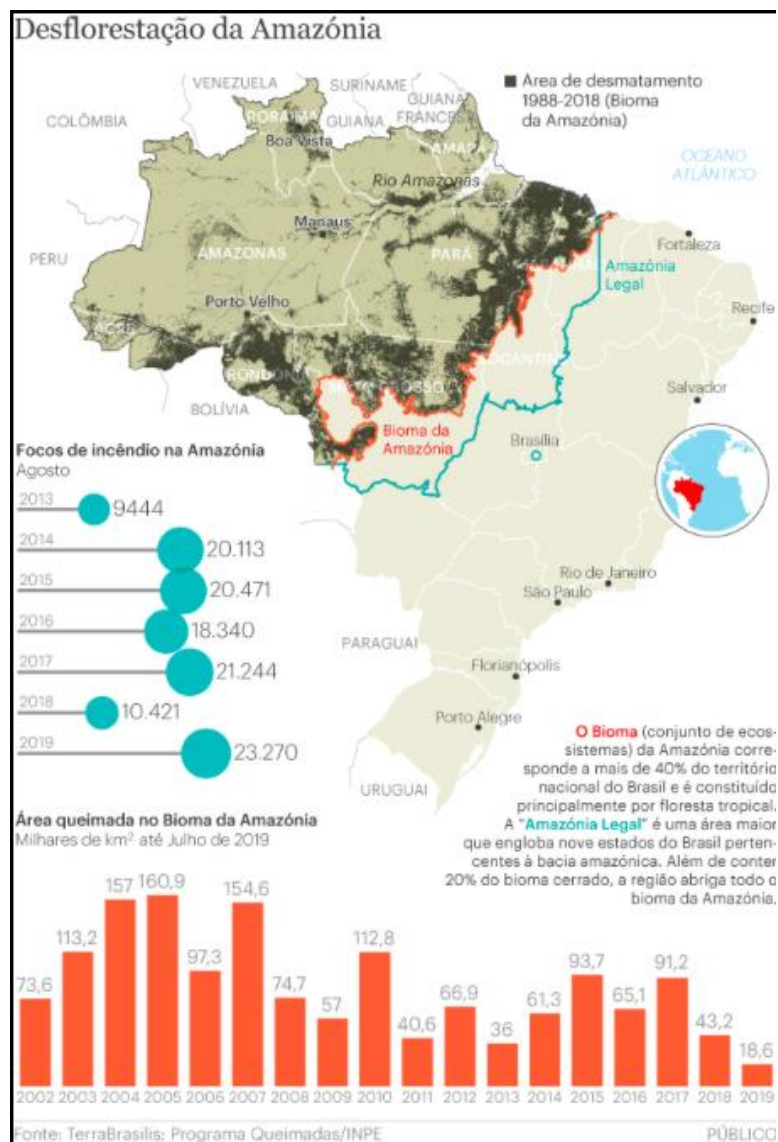 Desflorestação da Amazónia
Área de desmatamento
1988-2018 (Bioma
da Amazónia)
VENEZUELA
SURINAME
GUIANA
FRANCESA
COLÔMBIA
RORAIMA
GUIANA
Boa Vista
AMAPÁ
OCEANO
ATLÂNTICO
Rio Amazonas
Manaus
AMAZONAS
PARÁ
PERU
Fortaleza
Amazónia
Legal
Porto Velho
Recife
ACRE
TOCANTINS
RONDÔNIA
MATO GROSSO
Salvador
BOLÍVIA
Bioma da
Amazónia
Brasília
Focos de incêndio na Amazónia
Agosto
2013
9444
2014
20.113
2015
20.471
2016
18.340
2017
21.244
2018
10.421
2019
23.270
Rio de Janeiro
São Paulo
PARAGUAI
Florianópolis
Porto Alegre
URUGUAI
O Bioma (conjunto de ecos-
sistemas) da Amazónia corre-
sponde a mais de 40% do território
nacional do Brasil e é constituído
principalmente por floresta tropical.
A “Amazónia Legal” é uma área maior
que engloba nove estados do Brasil perten-
centes à bacia amazónica. Além de conter
20% do bioma cerrado, a região abriga todo o
bioma da Amazónia.
Área queimada no Bioma da Amazónia
Milhares de km² até Julho de 2019
73,6 113,2 157 160,9 97,3 154,6 74,7 57 112,8 40,6 66,9 36 61,3 93,7 65,1 91,2 43,2 18,6
2002 2003 2004 2005 2006 2007 2008 2009 2010 2011 2012 2013 2014 2015 2016 2017 2018 2019
Fonte: TerraBrasilis; Programa Queimadas/INPE
PÚBLICO